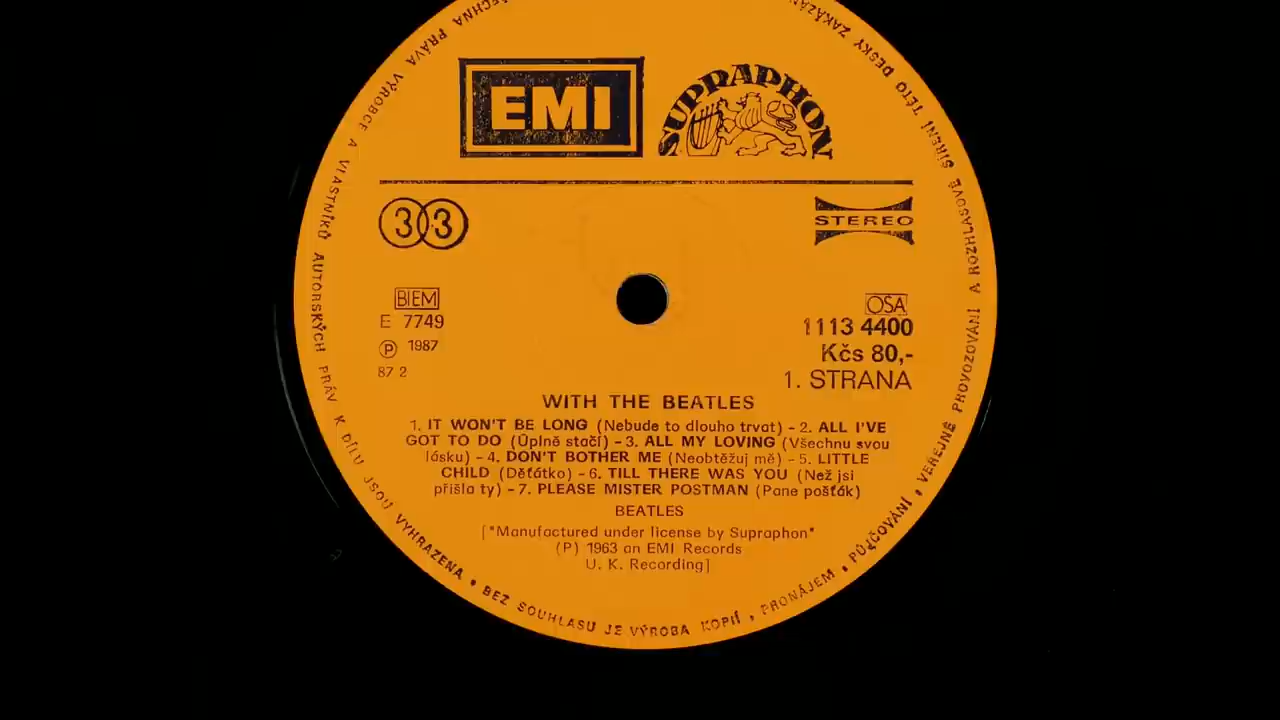 EMI
SUPRAPHON
33
STEREO
BIEM
E 7749
Ⓟ 1987
87 2
OSA
1113 4400
Kčs 80,-
1. STRANA
WITH THE BEATLES
1. IT WON'T BE LONG (Nebude to dlouho trvat) - 2. ALL I'VE
GOT TO DO (Úplně stačí) - 3. ALL MY LOVING (Všechnu svou
lásku) - 4. DON'T BOTHER ME (Neobtěžuj mě) - 5. LITTLE
CHILD (Děťátko) - 6. TILL THERE WAS YOU (Než jsi
přišla ty) - 7. PLEASE MISTER POSTMAN (Pane pošťák)
BEATLES
["Manufactured under license by Supraphon"
(P) 1963 an EMI Records
U. K. Recording]
PRÁVA VÝROBCE A VLASTNÍKŮ AUTORSKÝCH PRÁV K DÍLU JSOU VYHRAZENA • BEZ SOUHLASU JE VÝROBA KOPIÍ, PRONÁJEM, PŮJČOVÁNÍ, VEŘEJNÉ PROVOZOVÁNÍ A ROZHLASOVÉ ŠÍŘENÍ TÉTO DESKY